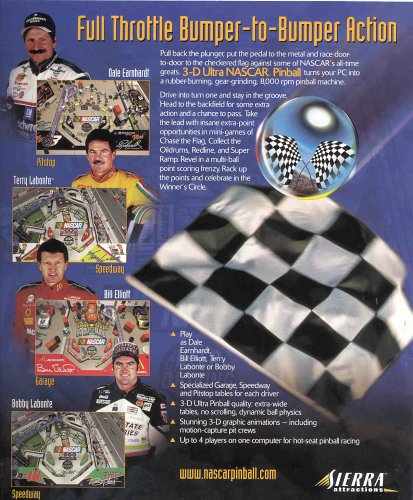 Full Throttle Bumper-to-Bumper Action
Pull back the plunger, put the pedal to the metal and race door-
to-door to the checkered flag against some of NASCAR's all-time
greats. 3-D Ultra NASCAR Pinball turns your PC into
a rubber-burning, gear-grinding, 8,000 rpm pinball machine.
Drive into turn one and stay in the groove.
Head to the backfield for some extra
action and a chance to pass. Take
the lead with insane extra-point
opportunities in mini-games of
Chase the Flag, Collect the
Oildrums, Redline, and Super
Ramp. Revel in a multi-ball
point scoring frenzy. Rack up
the points and celebrate in the
Winner's Circle.
Dale Earnhardt
NASCAR
Pitstop
Terry Labonte
NASCAR
Speedway
Bill Elliott
NASCAR
Garage
Bobby Labonte
NASCAR
Speedway
Play
as Dale
Earnhardt,
Bill Elliott, Terry
Labonte or Bobby
Labonte
Specialized Garage, Speedway
and Pitstop tables for each driver
3-D Ultra Pinball quality: extra-wide
tables, no scrolling, dynamic ball physics
Stunning 3-D graphic animations – including
motion-capture pit crews
Up to 4 players on one computer for hot-seat pinball racing
www.nascarpinball.com
SIERRA
attractions